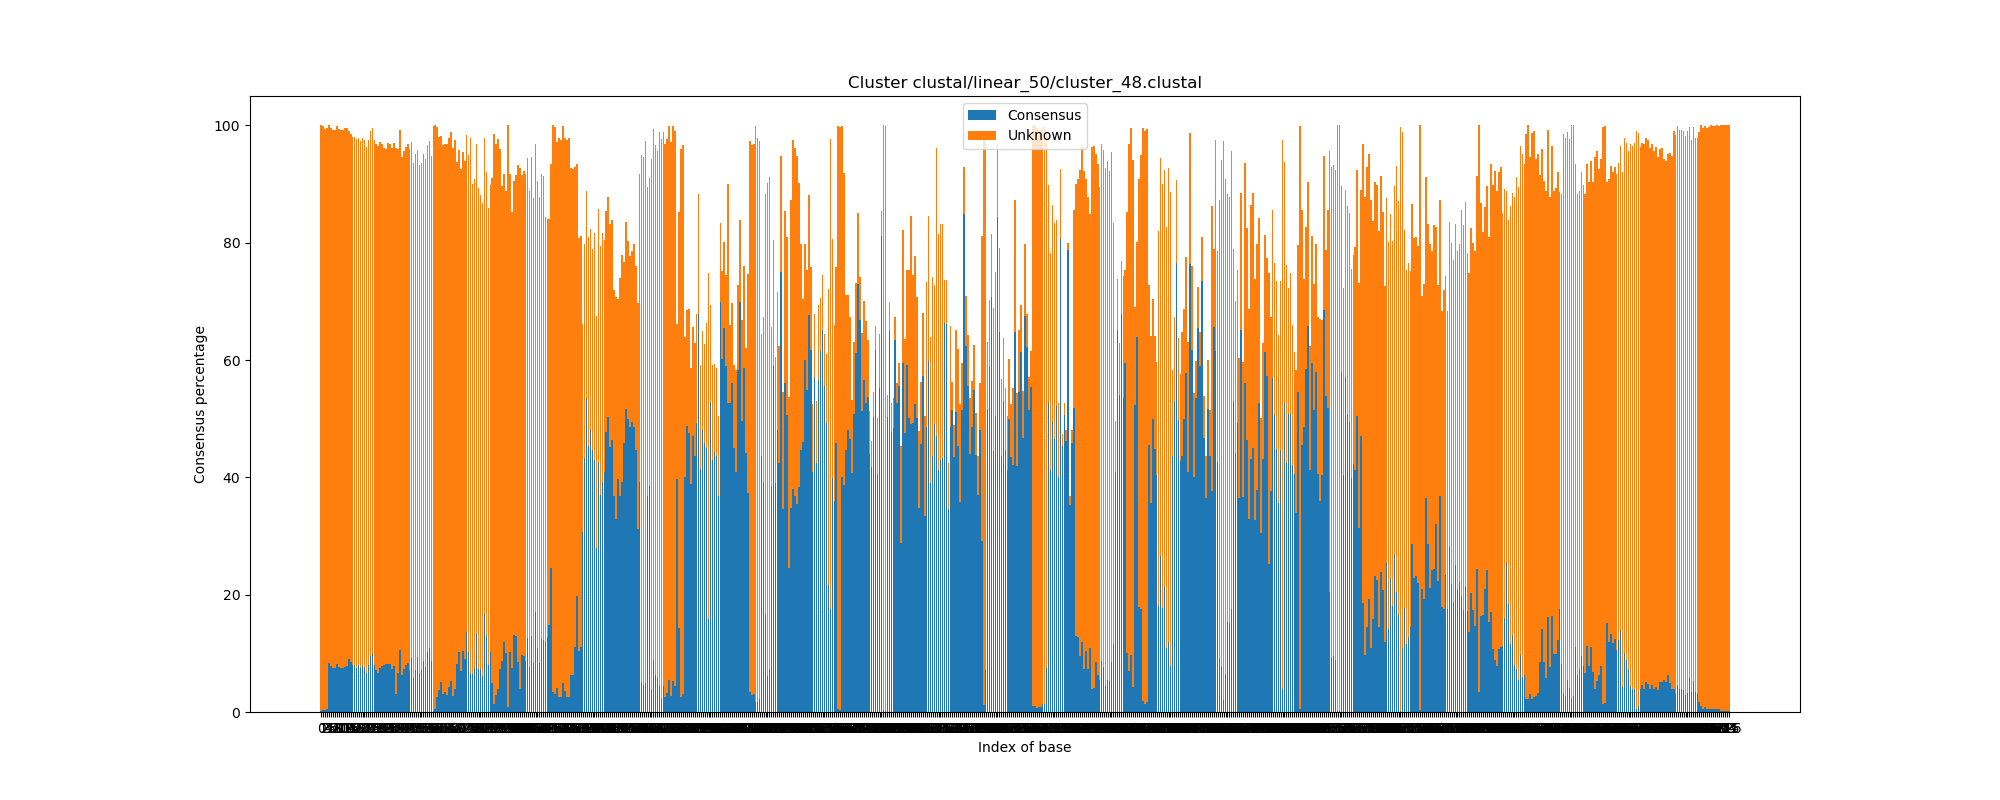 Cluster clustal/linear_50/cluster_48.clustal
Consensus
Unknown
100
80
60
40
20
0
Consensus percentage
Index of base